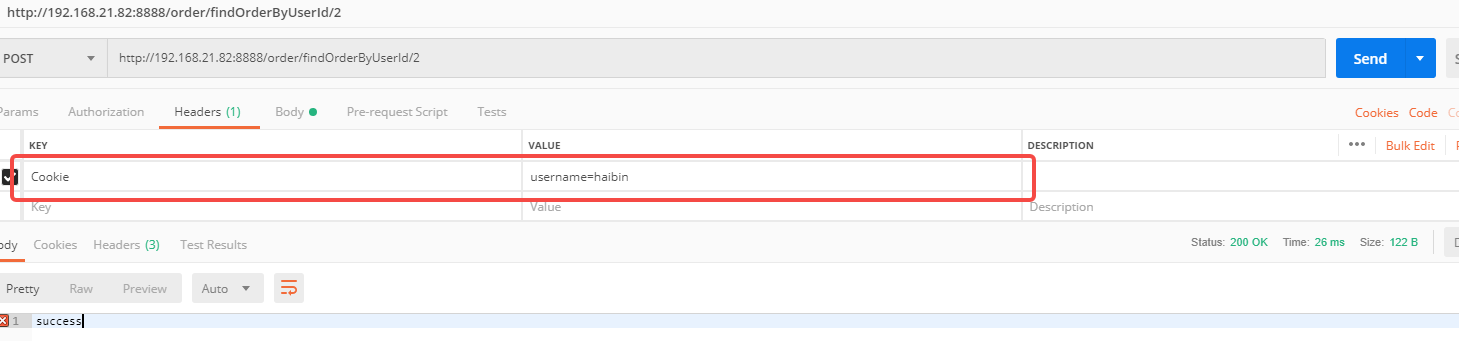 http://192.168.21.82:8888/order/findOrderByUserId/2
POST http://192.168.21.82:8888/order/findOrderByUserId/2 Send
Params Authorization Headers (1) Body Pre-request Script Tests Cookies Code
KEY VALUE DESCRIPTION Bulk Edit
Cookie username=haibin
Key Value Description
Cookies Headers (3) Test Results Status: 200 OK Time: 26 ms Size: 122 B
Pretty Raw Preview Auto
1 success